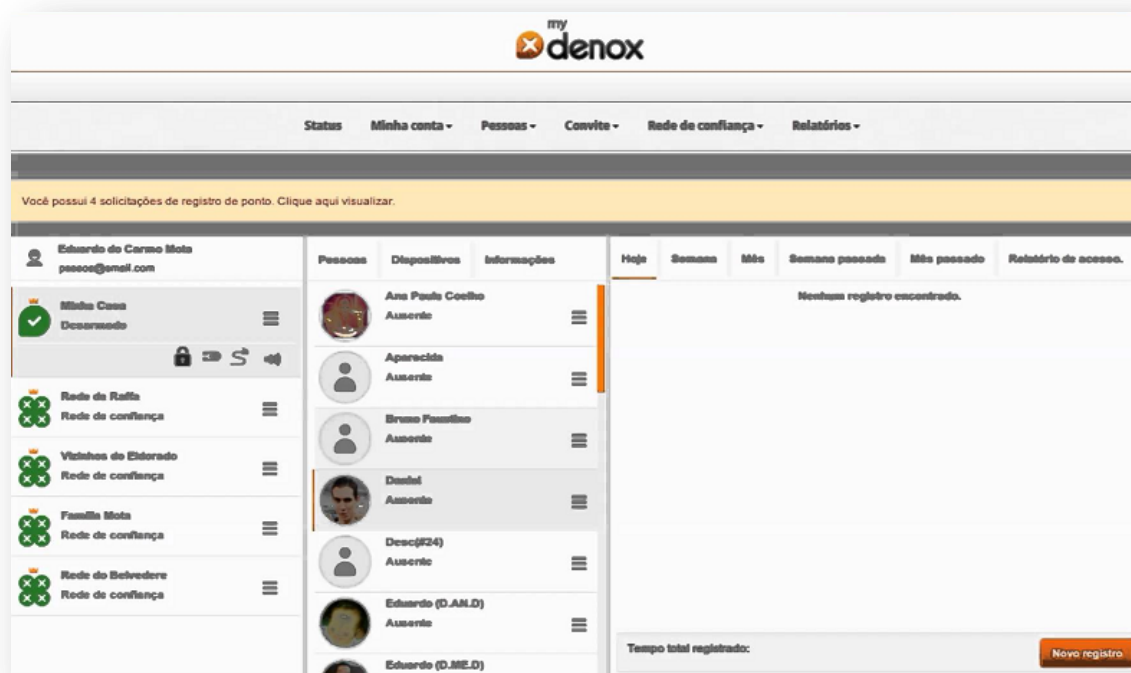 my
denox
Status Minha conta Pessoas Convite Rede de confiança Relatórios
Você possui 4 solicitações de registro de ponto. Clique aqui visualizar.
Eduardo do Carmo Mota
pessoa@email.com
Minha Casa
Desarmado
Rede da Raffa
Rede de confiança
Vizinhos do Eldorado
Rede de confiança
Família Mota
Rede de confiança
Rede do Belvedere
Rede de confiança
Pessoas Dispositivos Informações
Ana Paula Coelho
Ausente
Aparecida
Ausente
Bruno Faustino
Ausente
Daniel
Ausente
Desc(#24)
Ausente
Eduardo (D.AN.D)
Ausente
Eduardo (D.ME.D)
Hoje Semana Mês Semana passada Mês passado Relatório de acesso.
Nenhum registro encontrado.
Tempo total registrado:
Novo registro